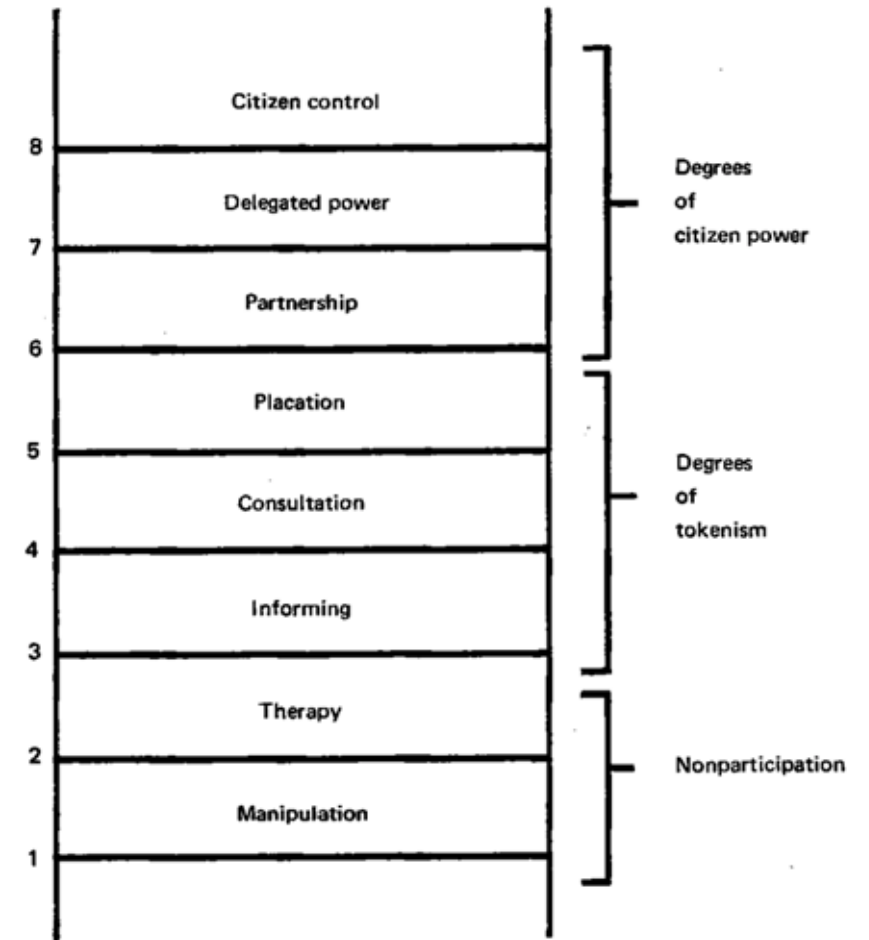 Citizen control
8
Delegated power
7
Partnership
6
Placation
5
Consultation
4
Informing
3
Therapy
2
Manipulation
1
Degrees
of
citizen power
Degrees
of
tokenism
Nonparticipation